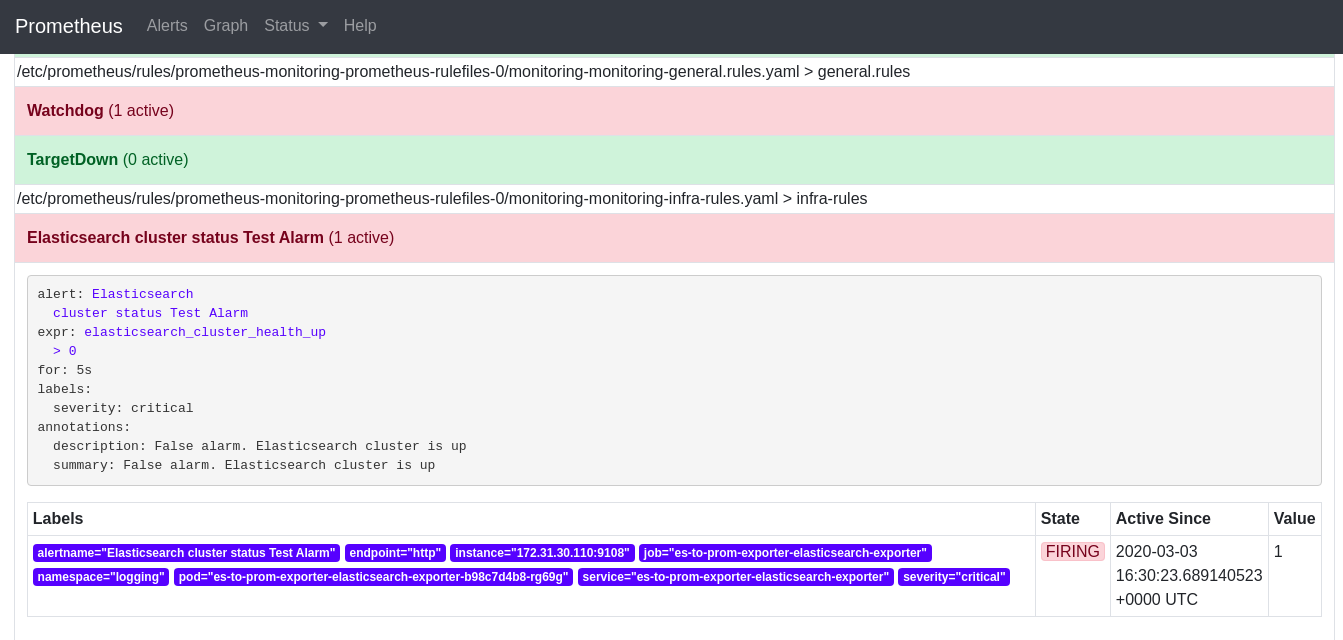 Prometheus Alerts Graph Status Help
/etc/prometheus/rules/prometheus-monitoring-prometheus-rulefiles-0/monitoring-monitoring-general.rules.yaml > general.rules
Watchdog (1 active)
TargetDown (0 active)
/etc/prometheus/rules/prometheus-monitoring-prometheus-rulefiles-0/monitoring-monitoring-infra-rules.yaml > infra-rules
Elasticsearch cluster status Test Alarm (1 active)
alert: Elasticsearch
  cluster status Test Alarm
expr: elasticsearch_cluster_health_up
  > 0
for: 5s
labels:
  severity: critical
annotations:
  description: False alarm. Elasticsearch cluster is up
  summary: False alarm. Elasticsearch cluster is up
Labels State Active Since Value
alertname="Elasticsearch cluster status Test Alarm" endpoint="http" instance="172.31.30.110:9108" job="es-to-prom-exporter-elasticsearch-exporter" FIRING 2020-03-03 1
namespace="logging" pod="es-to-prom-exporter-elasticsearch-exporter-b98c7d4b8-rg69g" service="es-to-prom-exporter-elasticsearch-exporter" severity="critical" 16:30:23.689140523
+0000 UTC